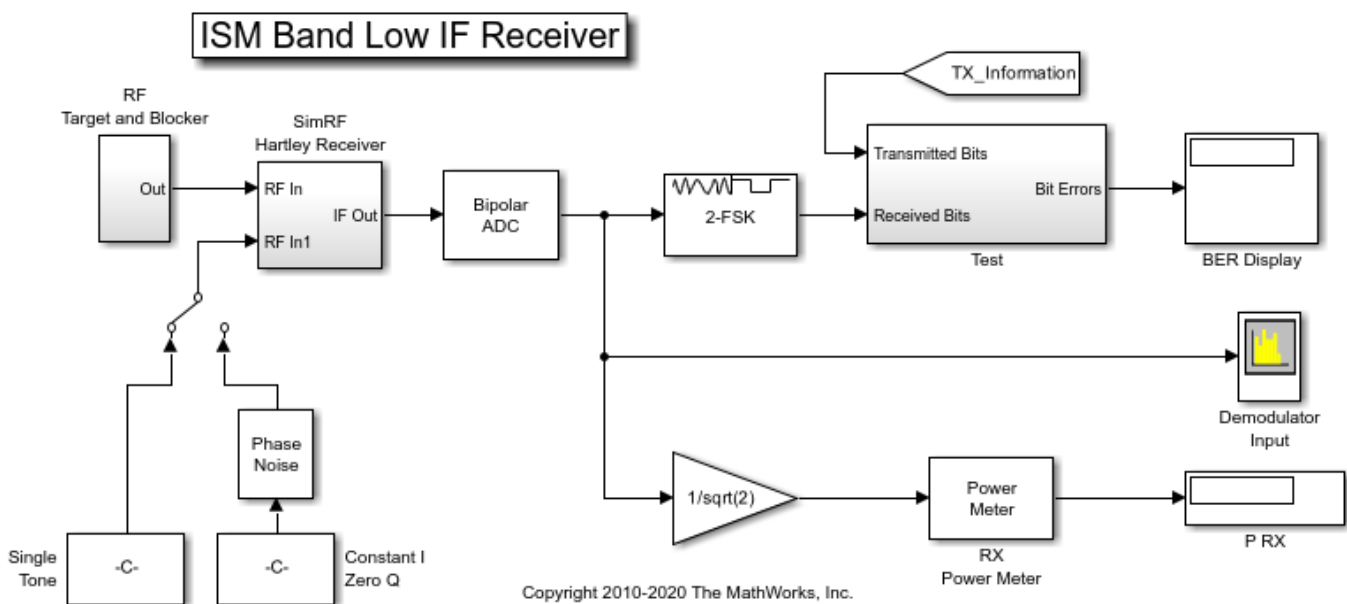 ISM Band Low IF Receiver
TX_Information
RF
Target and Blocker
SimRF
Hartley Receiver
Out
RF In
IF Out
RF In1
Bipolar
ADC
2-FSK
Transmitted Bits
Bit Errors
Received Bits
Test
BER Display
Demodulator
Input
Phase
Noise
1/sqrt(2)
Power
Meter
RX
Power Meter
P RX
Single
Tone
-C-
-C-
Constant I
Zero Q
Copyright 2010-2020 The MathWorks, Inc.